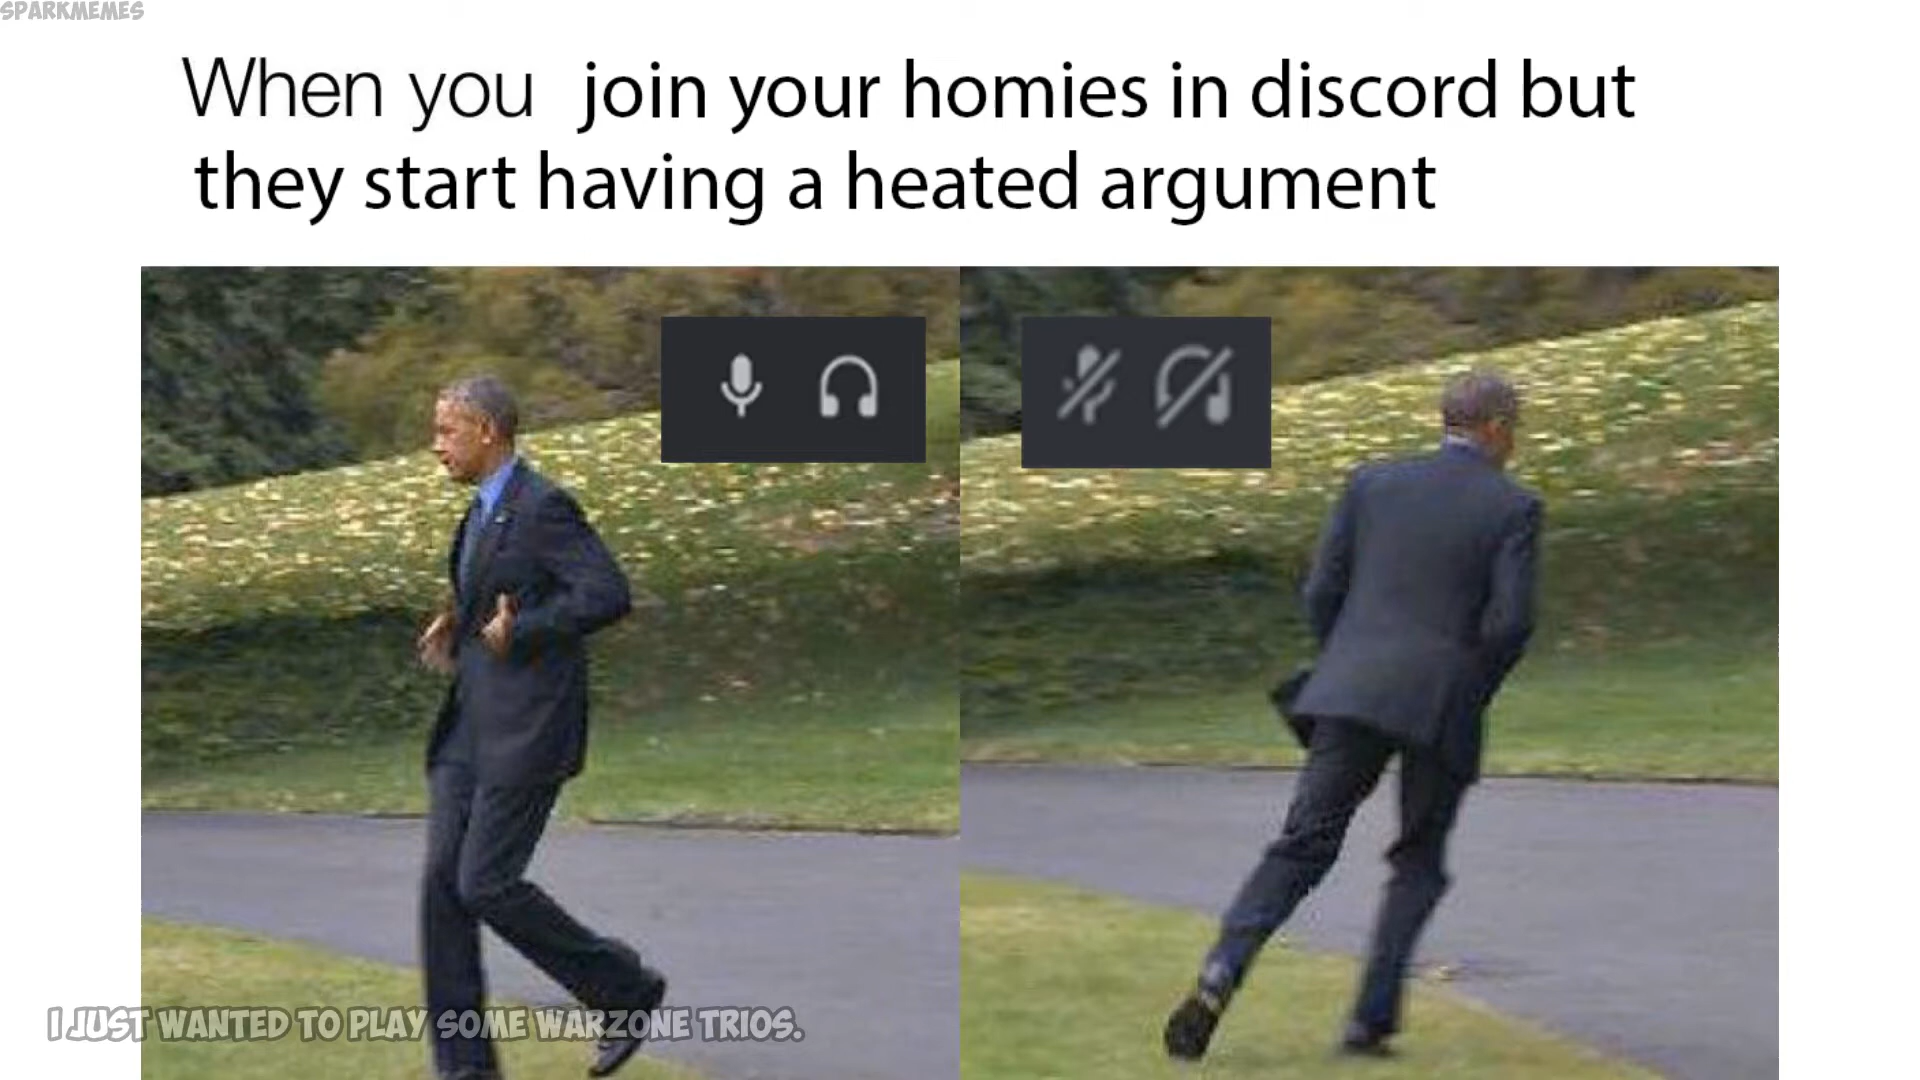 SPARKMEMES
When you join your homies in discord but
they start having a heated argument
I JUST WANTED TO PLAY SOME WARZONE TRIOS.